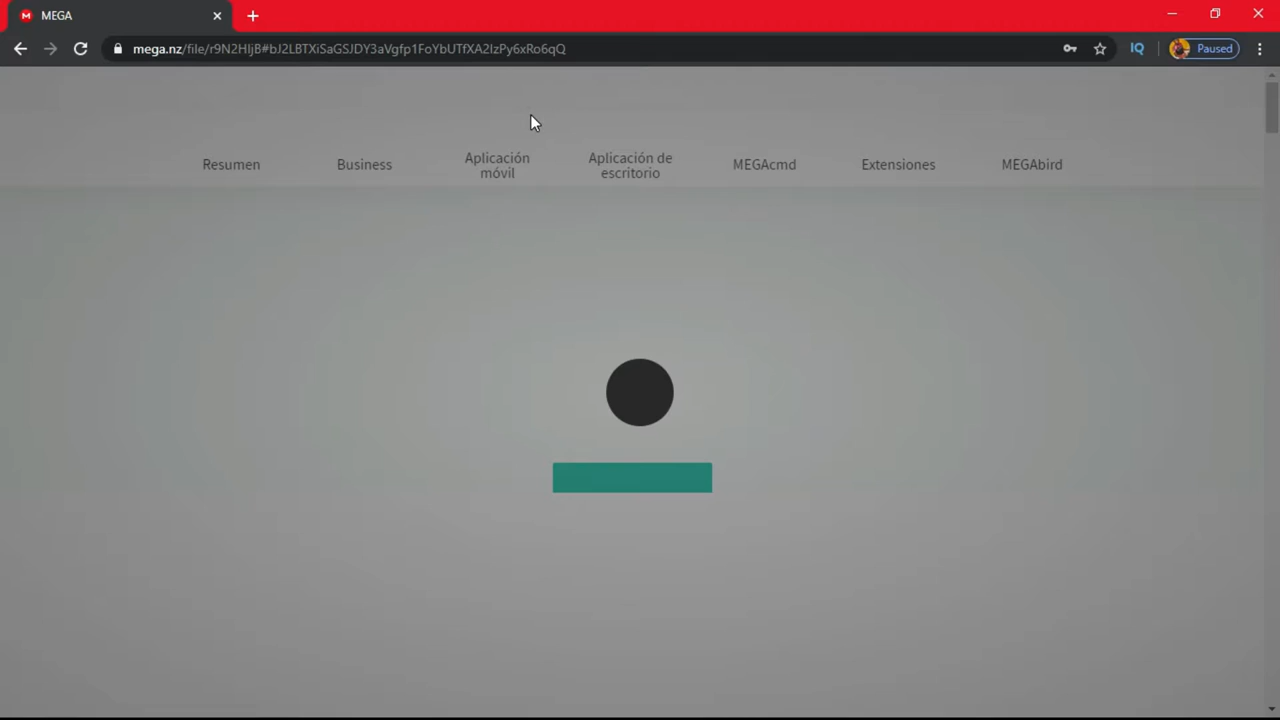 MEGA
mega.nz/file/r9N2HIjB#bJ2LBTXiSaGSJDY3aVgfp1FoYbUTfXA2IzPy6xRo6qQ
IQ
Paused
Resumen
Business
Aplicación
móvil
Aplicación de
escritorio
MEGAcmd
Extensiones
MEGAbird